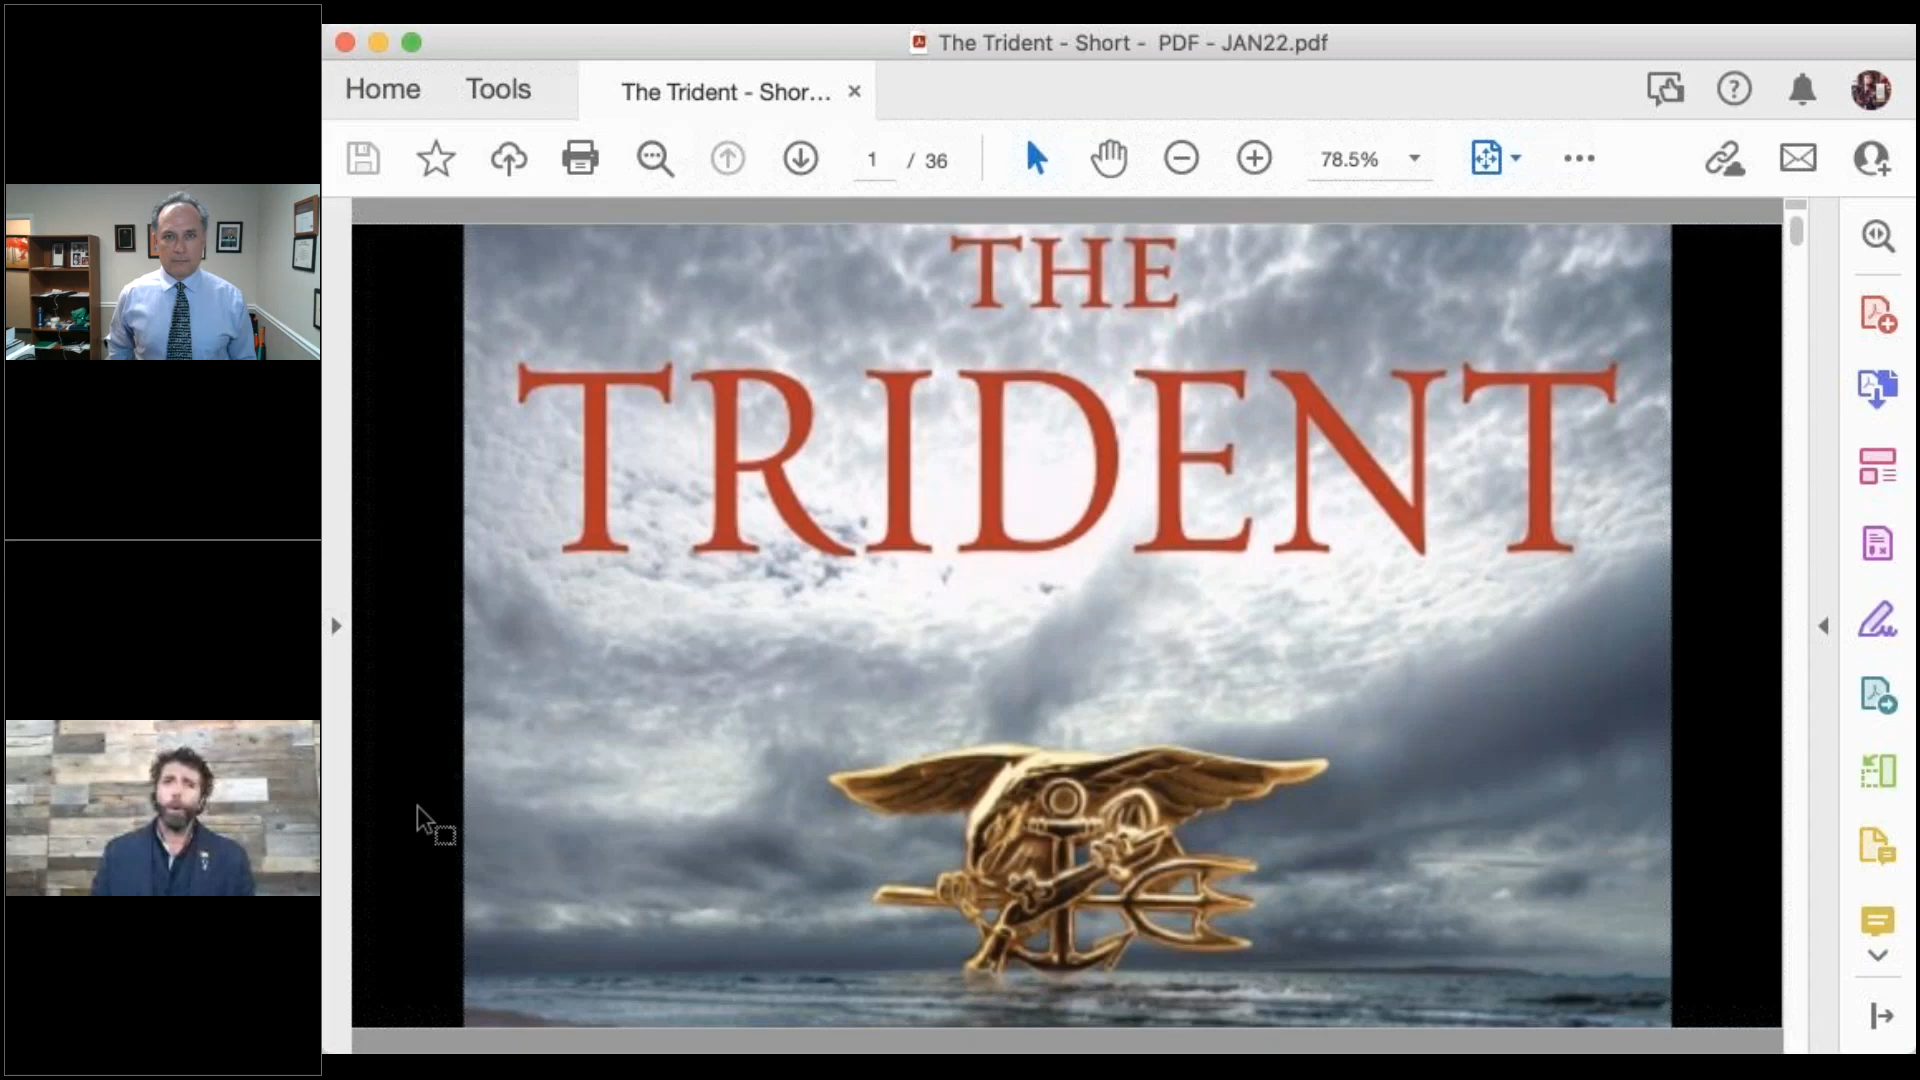 The Trident - Short - PDF - JAN22.pdf
Home
Tools
The Trident - Shor...
1 / 36
78.5%
THE
TRIDENT